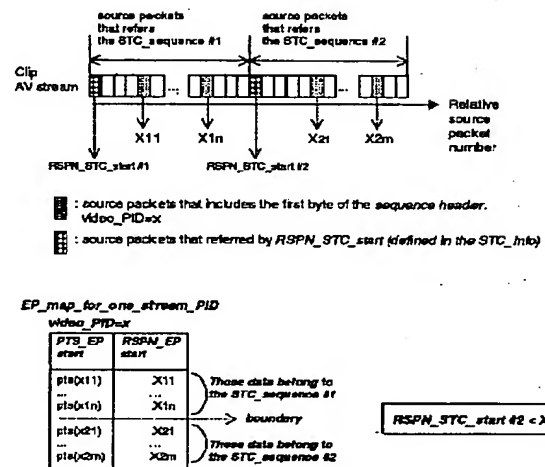 source packets
that refers
the STC_sequence #1
source packets
that refers
the STC_sequence #2
Clip
AV stream
...
...
Relative
source
packet
number
X11
X1n
X21
X2m
RSPN_STC_start #1
RSPN_STC_start #2
: source packets that includes the first byte of the sequence header.
video_PID=x
: source packets that referred by RSPN_STC_start (defined in the STC_Info)
EP_map_for_one_stream_PID
video_PID=x
PTS_EP
start
RSPN_EP
start
pts(x11)
X11
...
...
pts(x1n)
X1n
Those data belong to
the STC_sequence #1
boundary
pts(x21)
X21
...
...
pts(x2m)
X2m
These data belong to
the STC_sequence #2
RSPN_STC_start #2 < X